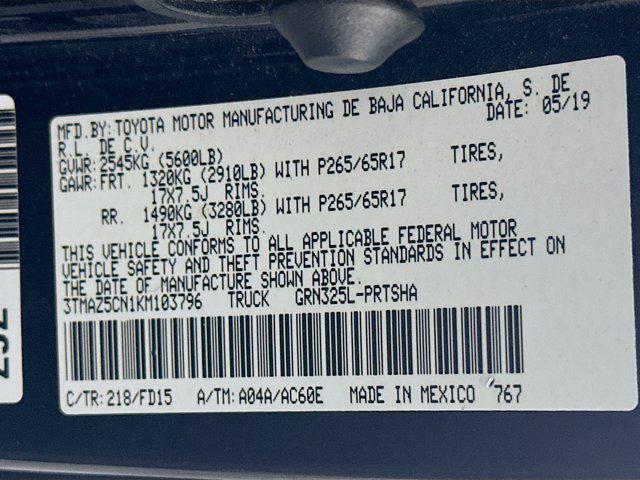 MFD.BY: TOYOTA MOTOR MANUFACTURING DE BAJA CALIFORNIA, S. DE
R.L. DE C.V. DATE: 05/19
GVWR: 2545KG (5600LB)
GAWR: FRT. 1320KG (2910LB) WITH P265/65R17 TIRES,
17X7.5J RIMS.
RR. 1490KG (3280LB) WITH P265/65R17 TIRES,
17X7.5J RIMS.
THIS VEHICLE CONFORMS TO ALL APPLICABLE FEDERAL MOTOR
VEHICLE SAFETY AND THEFT PREVENTION STANDARDS IN EFFECT ON
THE DATE OF MANUFACTURE SHOWN ABOVE.
3TMAZ5CN1KM103796 TRUCK GRN325L-PRTSHA
C/TR: 218/FD15 A/TM: A04A/AC60E MADE IN MEXICO 767